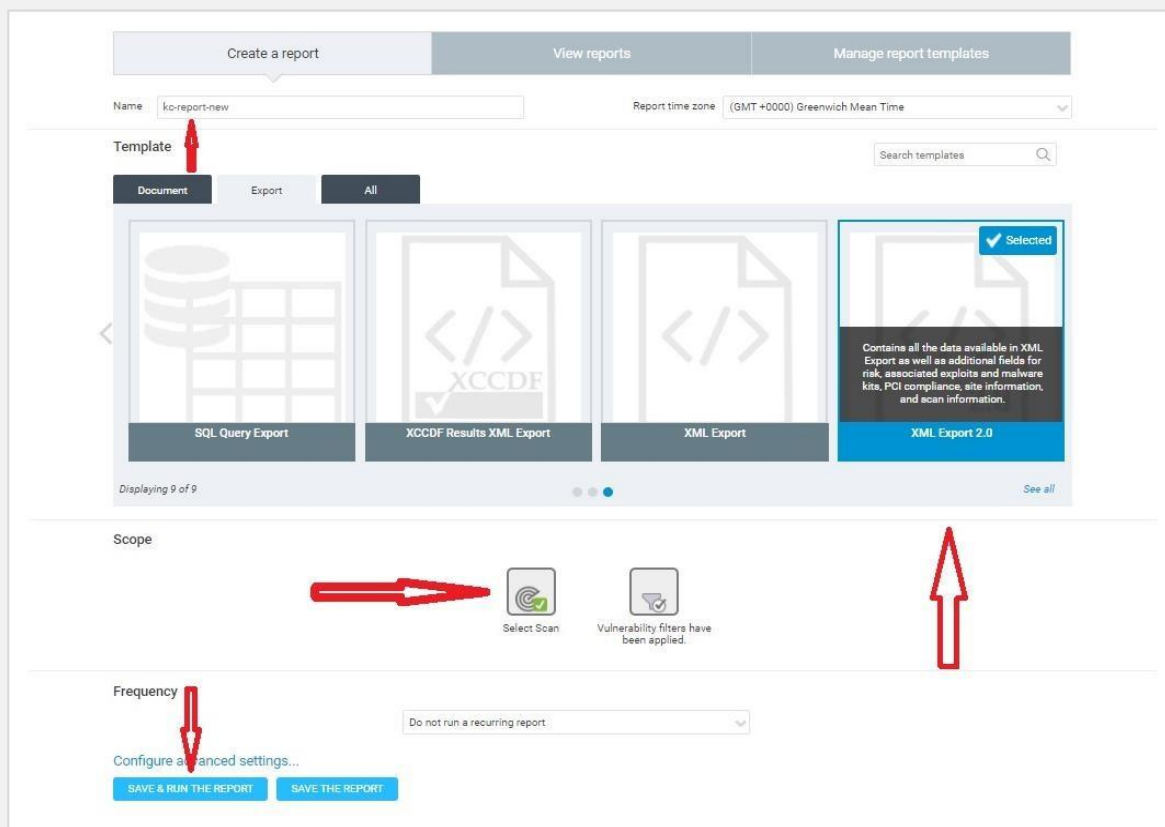 Create a report
View reports
Manage report templates
Name
kc-report-new
Report time zone
(GMT +0000) Greenwich Mean Time
Template
Search templates
Document
Export
All
Selected
XCCDF
Contains all the data available in XML
Export as well as additional fields for
risk, associated exploits and malware
kits, PCI compliance, site information,
and scan information.
SQL Query Export
XCCDF Results XML Export
XML Export
XML Export 2.0
Displaying 9 of 9
See all
Scope
Select Scan
Vulnerability filters have
been applied.
Frequency
Do not run a recurring report
Configure advanced settings...
SAVE & RUN THE REPORT
SAVE THE REPORT